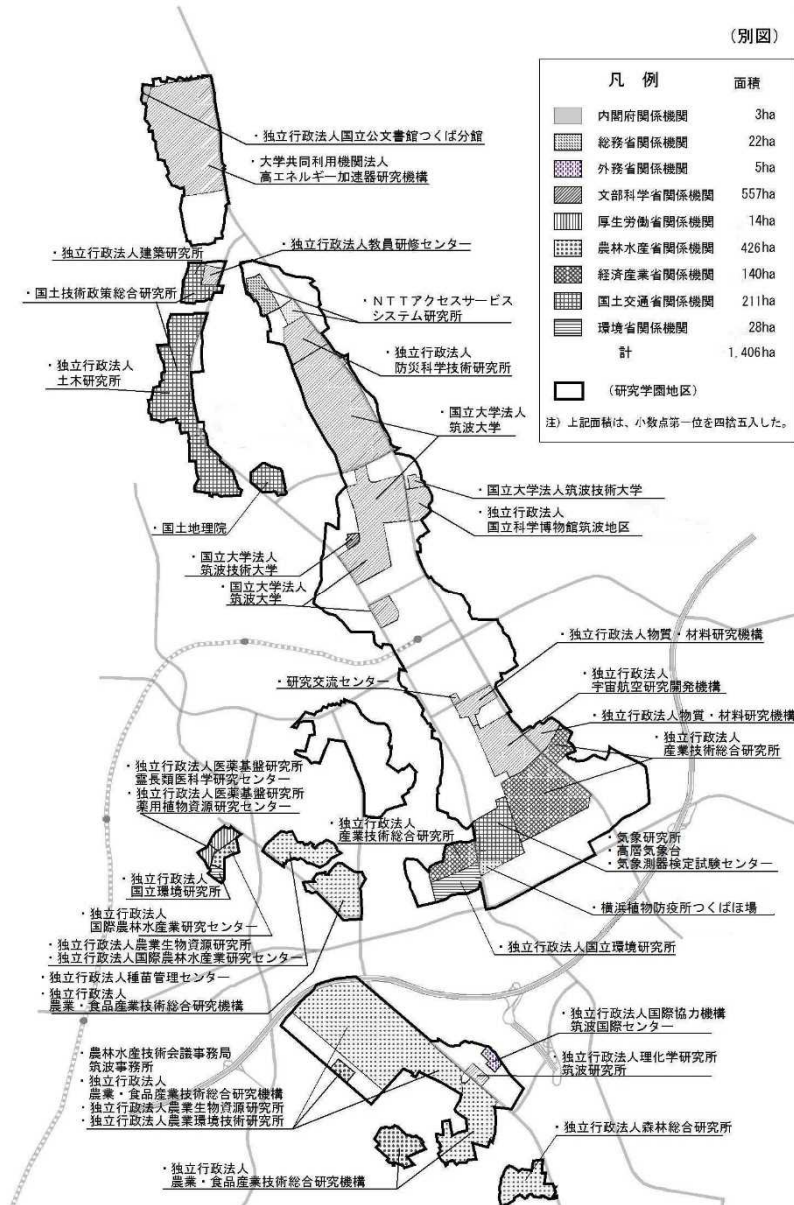 (別図)
凡例 面積
内閣府関係機関 3ha
総務省関係機関 22ha
外務省関係機関 5ha
文部科学省関係機関 557ha
厚生労働省関係機関 14ha
農林水産省関係機関 426ha
経済産業省関係機関 140ha
国土交通省関係機関 211ha
環境省関係機関 28ha
計 1,406ha
(研究学園地区)
注) 上記面積は、小数点第一位を四捨五入した。
・独立行政法人国立公文書館つくば分館
・大学共同利用機関法人
高エネルギー加速器研究機構
・独立行政法人教員研修センター
・独立行政法人建築研究所
・国土技術政策総合研究所
・NTTアクセスサービス
システム研究所
・独立行政法人
防災科学技術研究所
・独立行政法人
土木研究所
・国立大学法人
筑波大学
・国立大学法人筑波技術大学
・独立行政法人
国立科学博物館筑波地区
・国土地理院
・国立大学法人
筑波技術大学
・国立大学法人
筑波大学
・独立行政法人物質・材料研究機構
・独立行政法人
宇宙航空研究開発機構
・研究交流センター
・独立行政法人物質・材料研究機構
・独立行政法人
産業技術総合研究所
・独立行政法人医薬基盤研究所
霊長類医科学研究センター
・独立行政法人医薬基盤研究所
薬用植物資源研究センター
・独立行政法人
産業技術総合研究所
・気象研究所
・高層気象台
・気象測器検定試験センター
・独立行政法人
国立環境研究所
・横浜植物防疫所つくばほ場
・独立行政法人
国際農林水産業研究センター
・独立行政法人国立環境研究所
・独立行政法人農業生物資源研究所
・独立行政法人国際農林水産業研究センター
・独立行政法人種苗管理センター
・独立行政法人
農業・食品産業技術総合研究機構
・独立行政法人国際協力機構
筑波国際センター
・独立行政法人理化学研究所
筑波研究所
・農林水産技術会議事務局
筑波事務所
・独立行政法人
農業・食品産業技術総合研究機構
・独立行政法人農業生物資源研究所
・独立行政法人農業環境技術研究所
・独立行政法人森林総合研究所
・独立行政法人
農業・食品産業技術総合研究機構